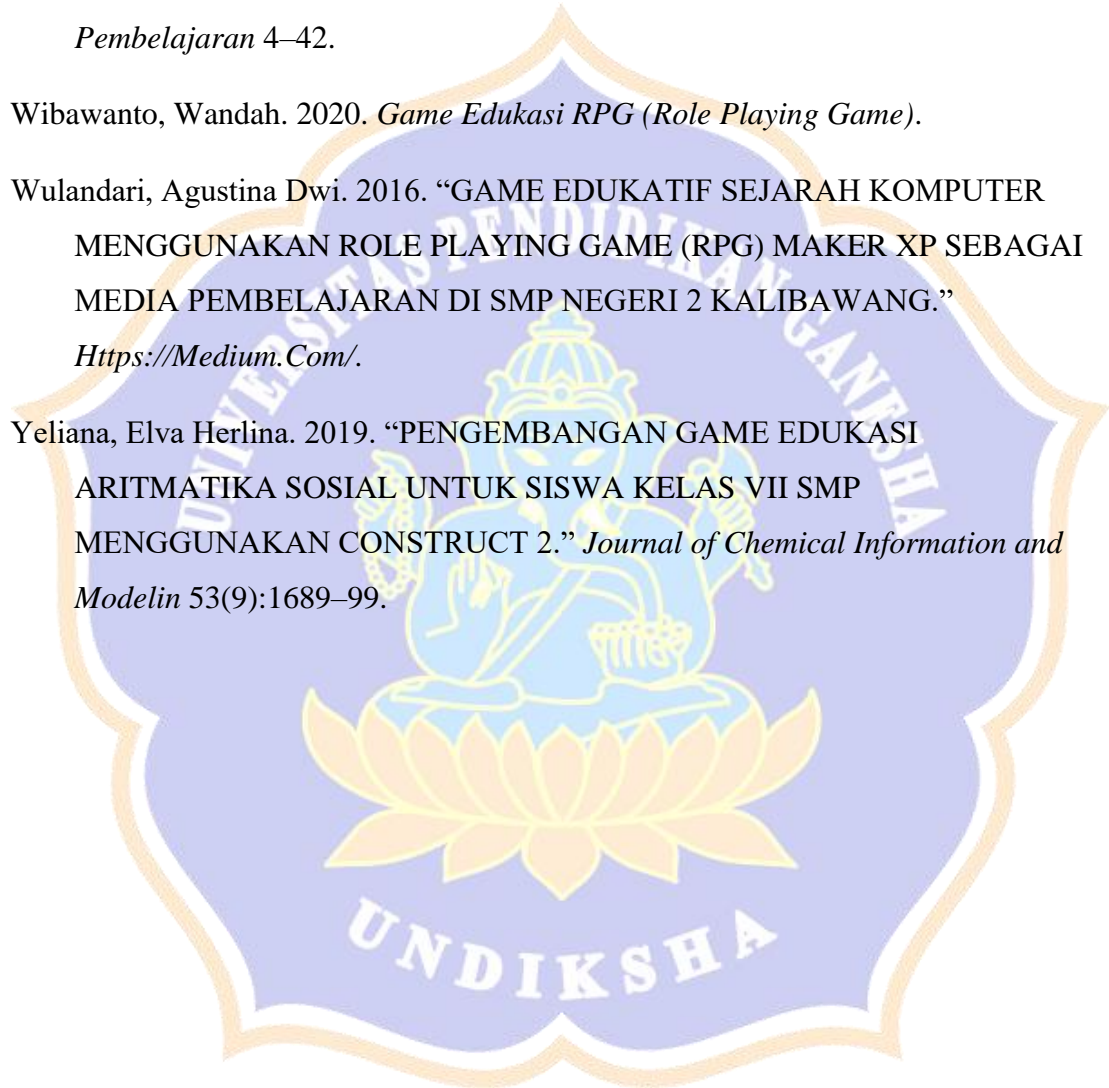 Pembelajaran 4–42.
Wibawanto, Wandah. 2020. Game Edukasi RPG (Role Playing Game).
Wulandari, Agustina Dwi. 2016. “GAME EDUKATIF SEJARAH KOMPUTER
MENGGUNAKAN ROLE PLAYING GAME (RPG) MAKER XP SEBAGAI
MEDIA PEMBELAJARAN DI SMP NEGERI 2 KALIBAWANG.”
Https://Medium.Com/.
Yeliana, Elva Herlina. 2019. “PENGEMBANGAN GAME EDUKASI
ARITMATIKA SOSIAL UNTUK SISWA KELAS VII SMP
MENGGUNAKAN CONSTRUCT 2.” Journal of Chemical Information and
Modelin 53(9):1689–99.
UNIVERSITAS PENDIDIKAN GANESHA
UNDIKSHA